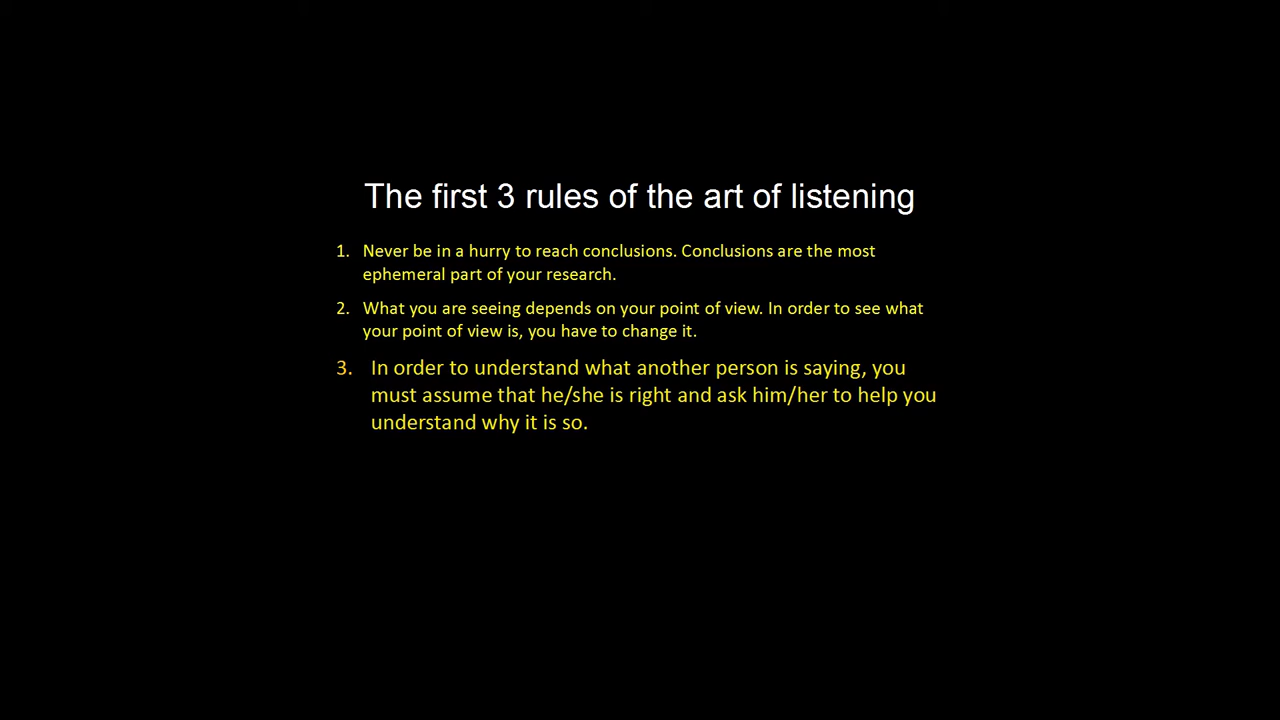 The first 3 rules of the art of listening
1. Never be in a hurry to reach conclusions. Conclusions are the most
ephemeral part of your research.
2. What you are seeing depends on your point of view. In order to see what
your point of view is, you have to change it.
3. In order to understand what another person is saying, you
must assume that he/she is right and ask him/her to help you
understand why it is so.